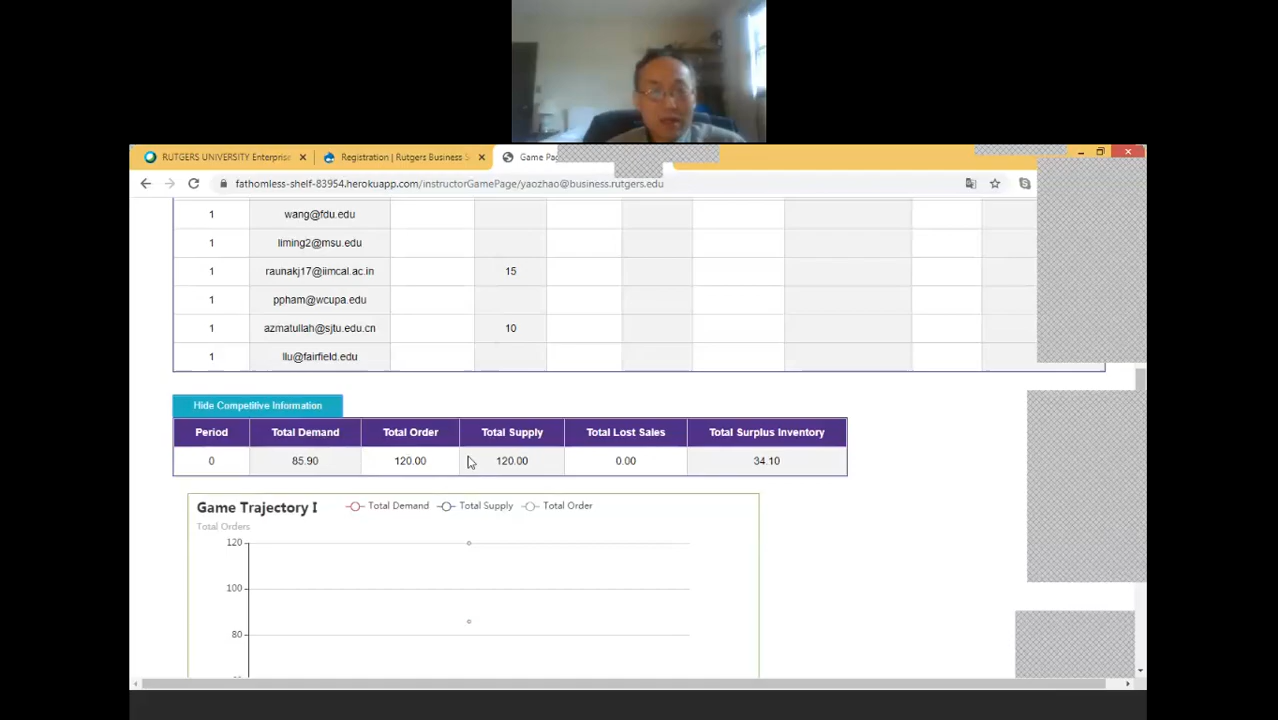 RUTGERS UNIVERSITY Enterprise
Registration | Rutgers Business S
Game Pa
fathomless-shelf-83954.herokuapp.com/instructorGamePage/yaozhao@business.rutgers.edu
1 wang@fdu.edu
1 liming2@msu.edu
1 raunakj17@iimcal.ac.in 15
1 ppham@wcupa.edu
1 azmatullah@sjtu.edu.cn 10
1 llu@fairfield.edu
Hide Competitive Information
Period Total Demand Total Order Total Supply Total Lost Sales Total Surplus Inventory
0 85.90 120.00 120.00 0.00 34.10
Game Trajectory I Total Demand Total Supply Total Order
Total Orders
120
100
80